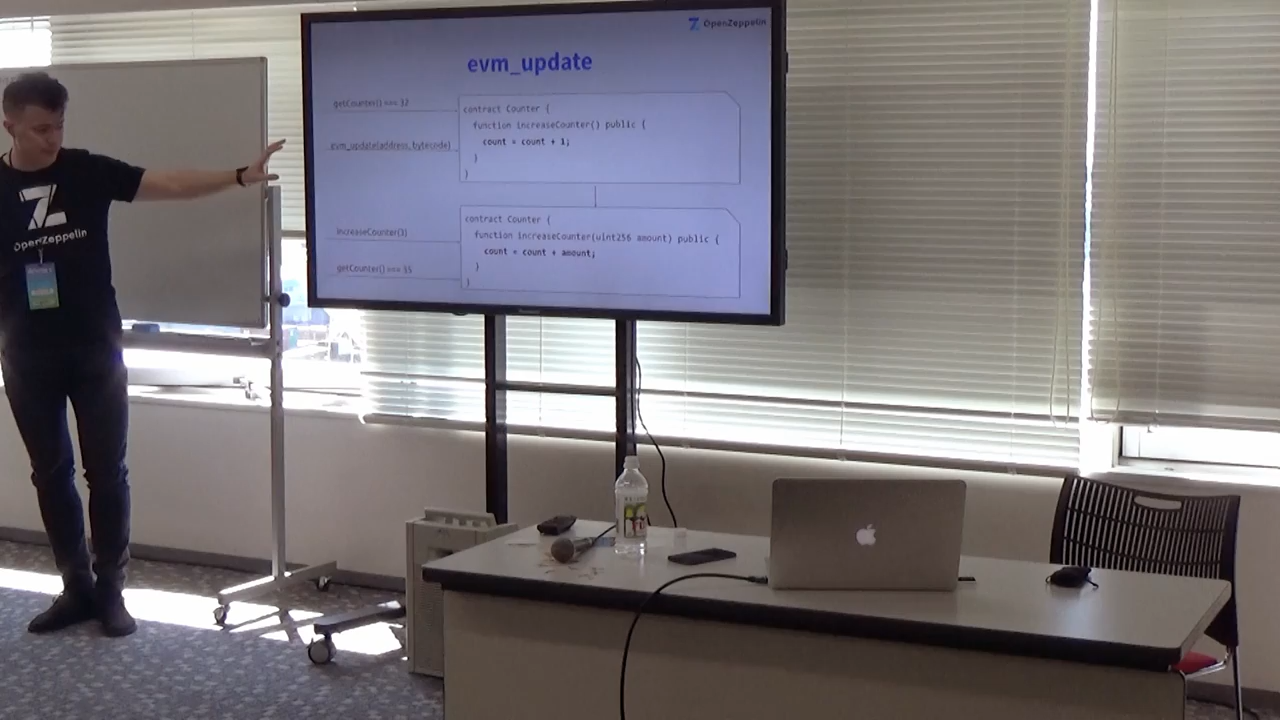 OpenZeppelin
evm_update
getCounter() === 32
contract Counter {
function increaseCounter() public {
count = count + 1;
}
}
evm_update(address, bytecode)
contract Counter {
function increaseCounter(uint256 amount) public {
count = count + amount;
}
}
increaseCounter(3)
getCounter() === 35
OpenZeppelin